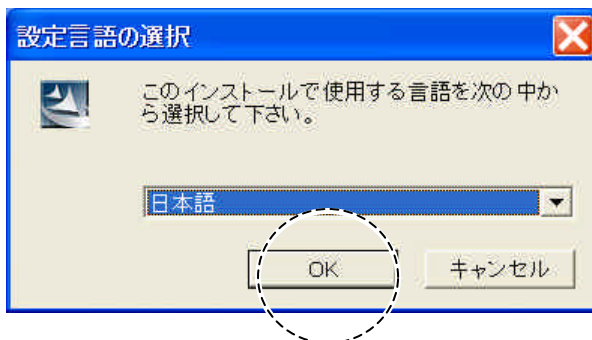 設定言語の選択
このインストールで使用する言語を次の中か
ら選択して下さい。
日本語
OK
キャンセル